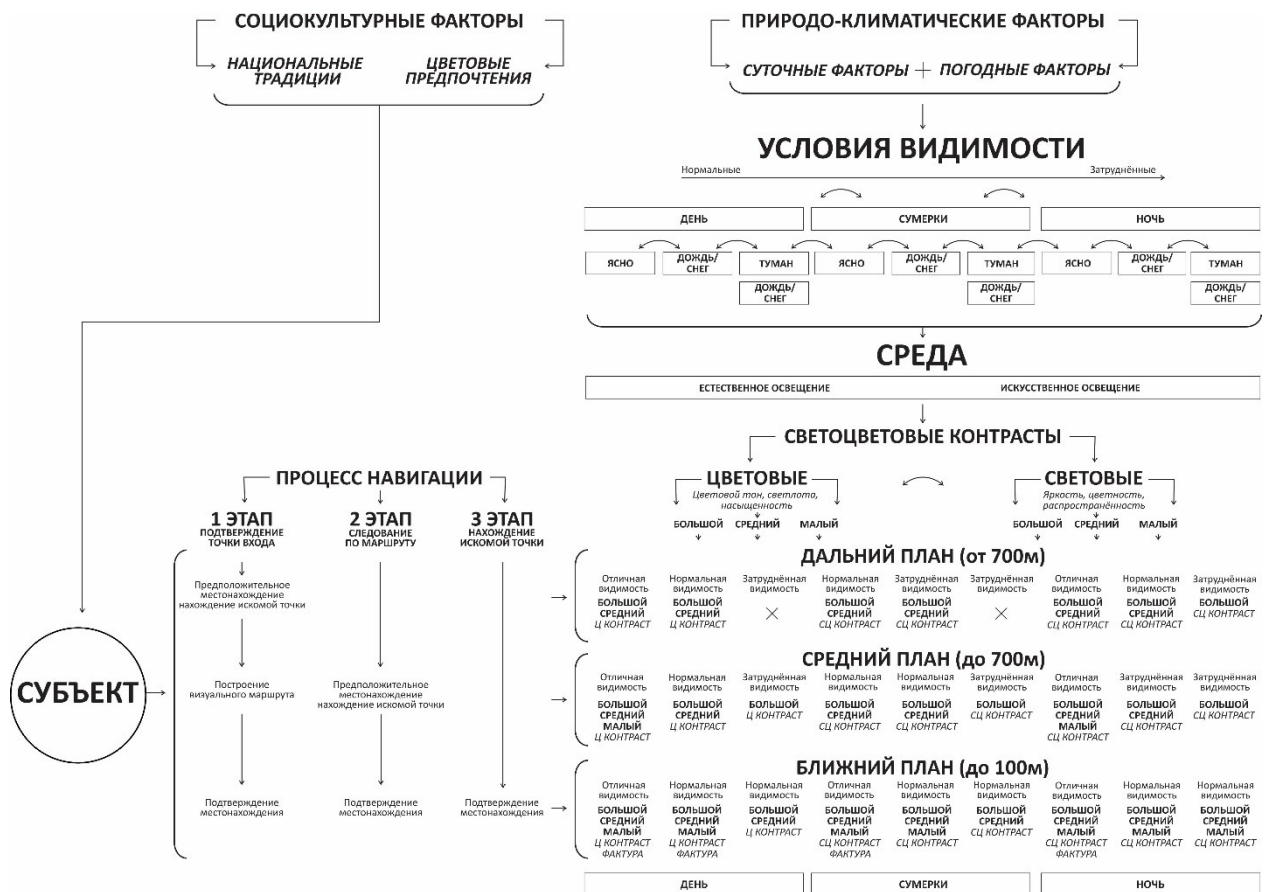 СОЦИОКУЛЬТУРНЫЕ ФАКТОРЫ
НАЦИОНАЛЬНЫЕ ТРАДИЦИИ
ЦВЕТОВЫЕ ПРЕДПОЧТЕНИЯ
ПРИРОДО-КЛИМАТИЧЕСКИЕ ФАКТОРЫ
СУТОЧНЫЕ ФАКТОРЫ + ПОГОДНЫЕ ФАКТОРЫ
УСЛОВИЯ ВИДИМОСТИ
Нормальные Затруднённые
ДЕНЬ СУМЕРКИ НОЧЬ
ЯСНО ДОЖДЬ/СНЕГ ТУМАН ЯСНО ДОЖДЬ/СНЕГ ТУМАН ЯСНО ДОЖДЬ/СНЕГ ТУМАН
ДОЖДЬ/СНЕГ ДОЖДЬ/СНЕГ ДОЖДЬ/СНЕГ
СРЕДА
ЕСТЕСТВЕННОЕ ОСВЕЩЕНИЕ ИСКУССТВЕННОЕ ОСВЕЩЕНИЕ
СВЕТОЦВЕТОВЫЕ КОНТРАСТЫ
ЦВЕТОВЫЕ
Цветовой тон, светлота,
насыщенность
БОЛЬШОЙ СРЕДНИЙ МАЛЫЙ
СВЕТОВЫЕ
Яркость, цветность,
распространённость
БОЛЬШОЙ СРЕДНИЙ МАЛЫЙ
ПРОЦЕСС НАВИГАЦИИ
1 ЭТАП
ПОДТВЕРЖДЕНИЕ
ТОЧКИ ВХОДА
2 ЭТАП
СЛЕДОВАНИЕ
ПО МАРШРУТУ
3 ЭТАП
НАХОЖДЕНИЕ
ИСКОМОЙ ТОЧКИ
Предположительное
местонахождение
нахождение искомой точки
СУБЪЕКТ
Построение
визуального маршрута
Предположительное
местонахождение
нахождение искомой точки
Подтверждение
местонахождения
Подтверждение
местонахождения
Подтверждение
местонахождения
ДАЛЬНИЙ ПЛАН (от 700м)
Отличная Нормальная Затруднённая Нормальная Затруднённая Затруднённая Отличная Нормальная Затруднённая
видимость видимость видимость видимость видимость видимость видимость видимость видимость
БОЛЬШОЙ БОЛЬШОЙ БОЛЬШОЙ БОЛЬШОЙ БОЛЬШОЙ БОЛЬШОЙ БОЛЬШОЙ
СРЕДНИЙ СРЕДНИЙ СРЕДНИЙ СРЕДНИЙ СРЕДНИЙ СРЕДНИЙ СЦ КОНТРАСТ
Ц КОНТРАСТ Ц КОНТРАСТ СЦ КОНТРАСТ СЦ КОНТРАСТ СЦ КОНТРАСТ СЦ КОНТРАСТ
СРЕДНИЙ ПЛАН (до 700м)
Отличная Нормальная Затруднённая Нормальная Нормальная Затруднённая Отличная Затруднённая Затруднённая
видимость видимость видимость видимость видимость видимость видимость видимость видимость
БОЛЬШОЙ БОЛЬШОЙ БОЛЬШОЙ БОЛЬШОЙ БОЛЬШОЙ БОЛЬШОЙ БОЛЬШОЙ БОЛЬШОЙ БОЛЬШОЙ
СРЕДНИЙ СРЕДНИЙ Ц КОНТРАСТ СРЕДНИЙ СРЕДНИЙ СЦ КОНТРАСТ СРЕДНИЙ СРЕДНИЙ СЦ КОНТРАСТ
МАЛЫЙ Ц КОНТРАСТ СЦ КОНТРАСТ СЦ КОНТРАСТ МАЛЫЙ СЦ КОНТРАСТ
Ц КОНТРАСТ СЦ КОНТРАСТ
БЛИЖНИЙ ПЛАН (до 100м)
Отличная Нормальная Нормальная Отличная Нормальная Нормальная Отличная Нормальная Нормальная
видимость видимость видимость видимость видимость видимость видимость видимость видимость
БОЛЬШОЙ БОЛЬШОЙ БОЛЬШОЙ БОЛЬШОЙ БОЛЬШОЙ БОЛЬШОЙ БОЛЬШОЙ БОЛЬШОЙ БОЛЬШОЙ
СРЕДНИЙ СРЕДНИЙ СРЕДНИЙ СРЕДНИЙ СРЕДНИЙ СРЕДНИЙ СРЕДНИЙ СРЕДНИЙ СРЕДНИЙ
МАЛЫЙ МАЛЫЙ Ц КОНТРАСТ МАЛЫЙ МАЛЫЙ СЦ КОНТРАСТ МАЛЫЙ МАЛЫЙ МАЛЫЙ
Ц КОНТРАСТ Ц КОНТРАСТ СЦ КОНТРАСТ СЦ КОНТРАСТ СЦ КОНТРАСТ СЦ КОНТРАСТ СЦ КОНТРАСТ
ФАКТУРА ФАКТУРА ФАКТУРА ФАКТУРА
ДЕНЬ СУМЕРКИ НОЧЬ